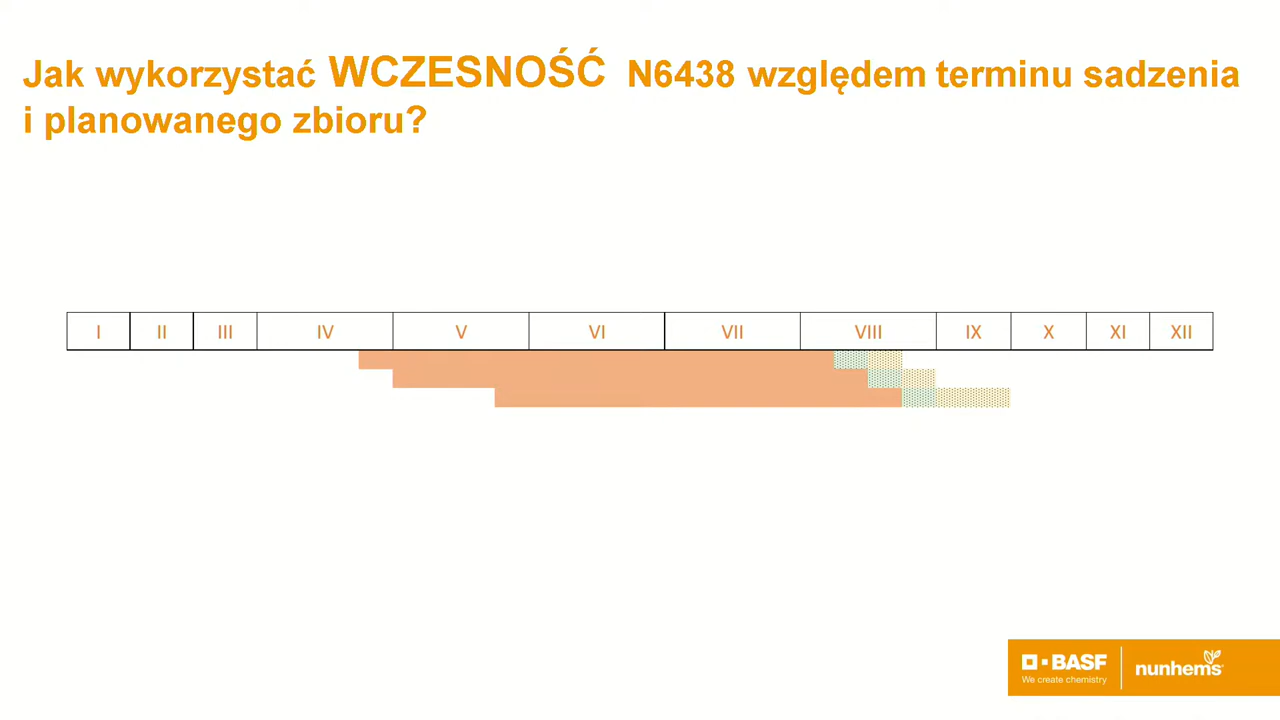 Jak wykorzystać WCZESNOŚĆ N6438 względem terminu sadzenia
i planowanego zbioru?
I II III IV V VI VII VIII IX X XI XII
BASF
We create chemistry
nunhems